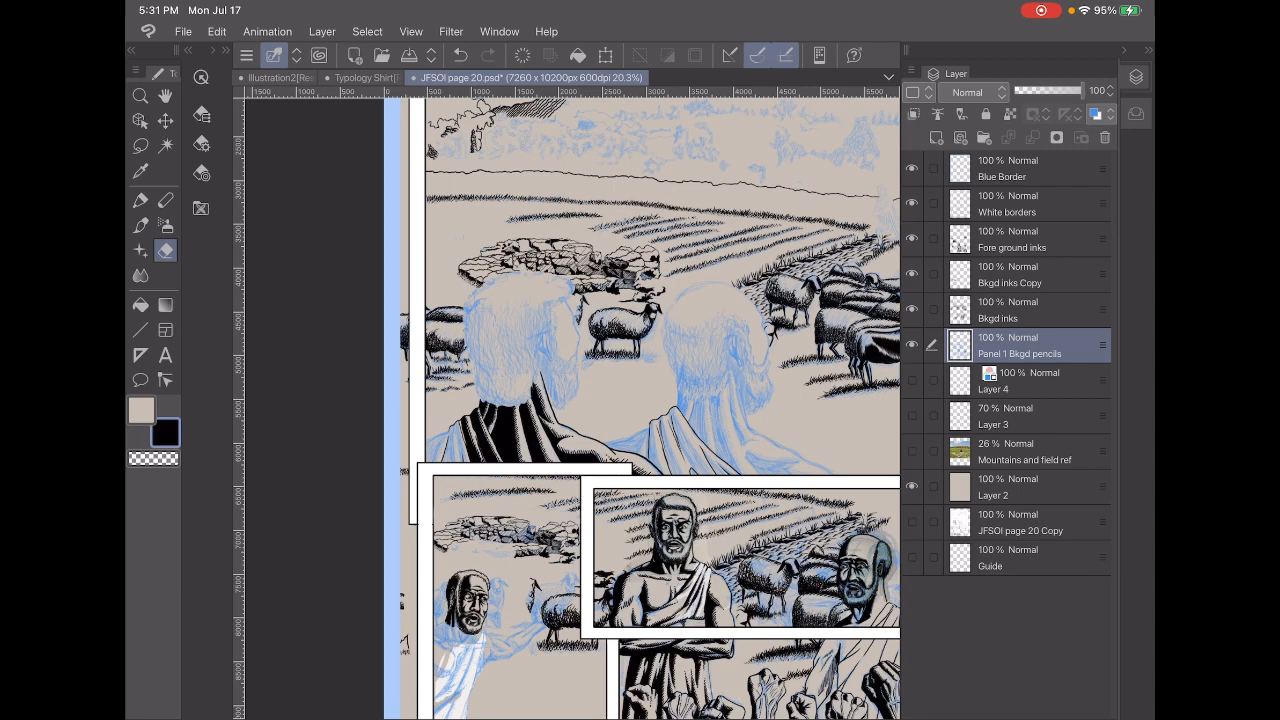 5:31 PM Mon Jul 17
95%
File Edit Animation Layer Select View Filter Window Help
Illustration2[Re Typology Shirt[ JFSOI page 20.psd* (7260 x 10200px 600dpi 20.3%)
Layer
Normal 100
100 % Normal
Blue Border
100 % Normal
White borders
100 % Normal
Fore ground inks
100 % Normal
Bkgd inks Copy
100 % Normal
Bkgd inks
100 % Normal
Panel 1 Bkgd pencils
100 % Normal
Layer 4
70 % Normal
Layer 3
26 % Normal
Mountains and field ref
100 % Normal
Layer 2
100 % Normal
JFSOI page 20 Copy
100 % Normal
Guide